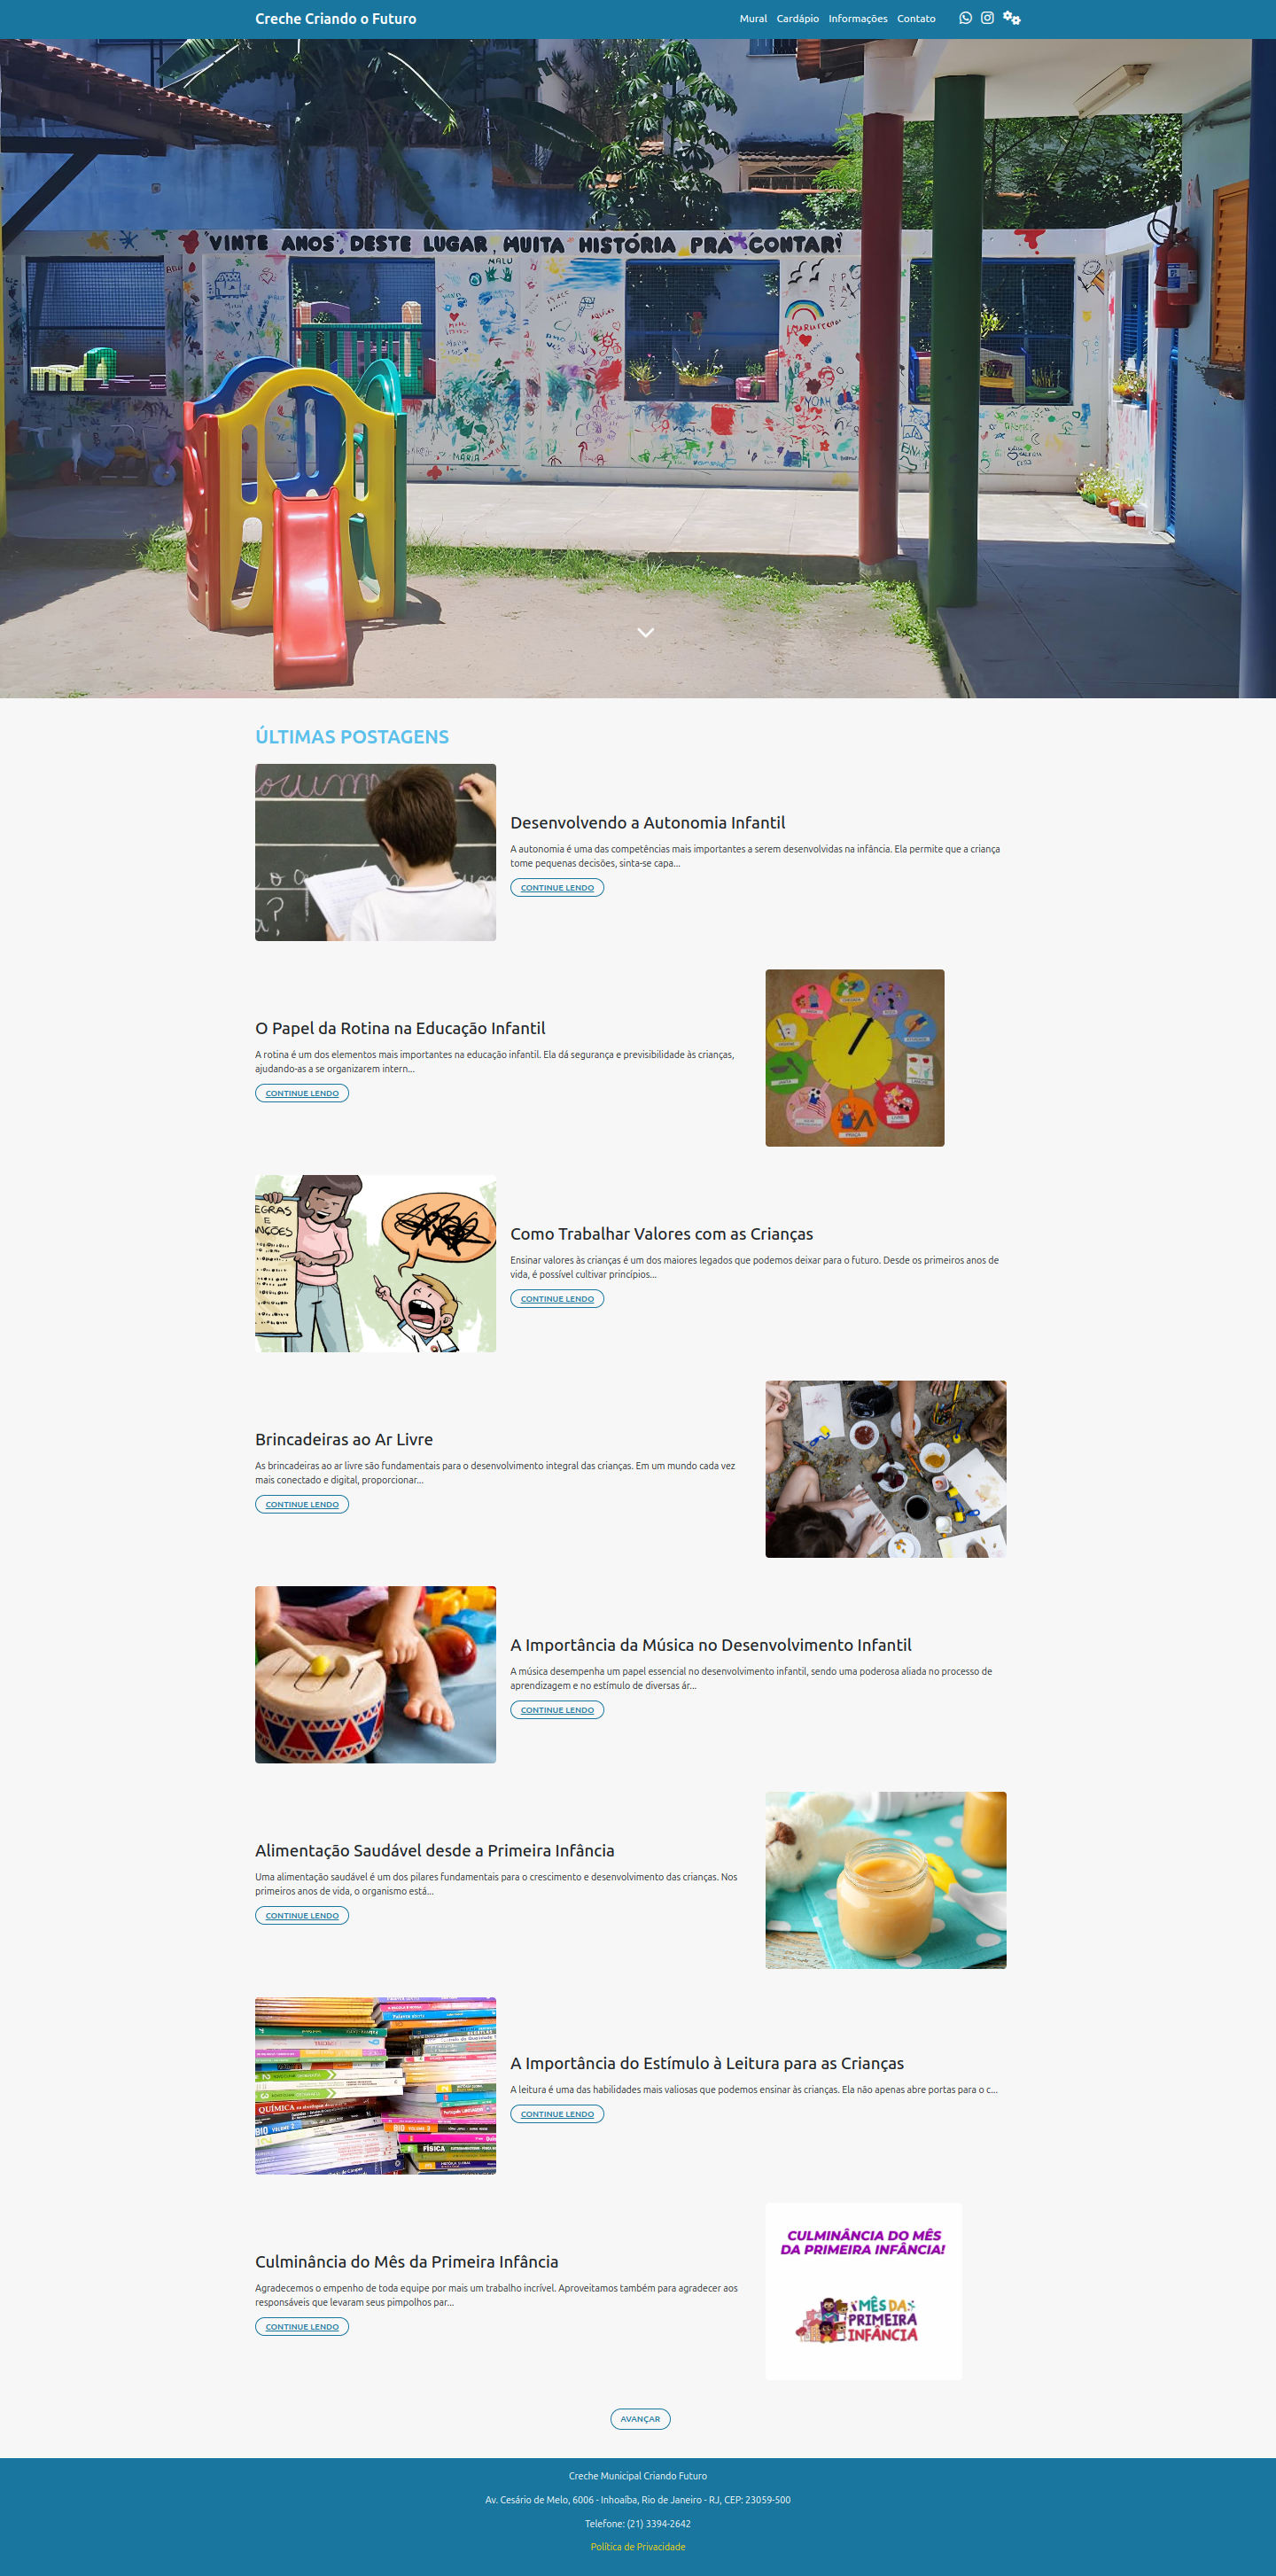 Creche Criando o Futuro
Mural Cardápio Informações Contato
VINTE ANOS DESTE LUGAR MUITA HISTÓRIA PRA CONTAR!
MALU
MARIA
ÚLTIMAS POSTAGENS
Desenvolvendo a Autonomia Infantil
A autonomia é uma das competências mais importantes a serem desenvolvidas na infância. Ela permite que a criança
tome pequenas decisões, sinta-se capa...
CONTINUE LENDO
O Papel da Rotina na Educação Infantil
A rotina é um dos elementos mais importantes na educação infantil. Ela dá segurança e previsibilidade às crianças,
ajudando-as a se organizarem intern...
CONTINUE LENDO
EGRAS
E
NÇÕES
Como Trabalhar Valores com as Crianças
Ensinar valores às crianças é um dos maiores legados que podemos deixar para o futuro. Desde os primeiros anos de
vida, é possível cultivar princípios...
CONTINUE LENDO
Brincadeiras ao Ar Livre
As brincadeiras ao ar livre são fundamentais para o desenvolvimento integral das crianças. Em um mundo cada vez
mais conectado e digital, proporcionar...
CONTINUE LENDO
A Importância da Música no Desenvolvimento Infantil
A música desempenha um papel essencial no desenvolvimento infantil, sendo uma poderosa aliada no processo de
aprendizagem e no estímulo de diversas ár...
CONTINUE LENDO
Alimentação Saudável desde a Primeira Infância
Uma alimentação saudável é um dos pilares fundamentais para o crescimento e desenvolvimento das crianças. Nos
primeiros anos de vida, o organismo está...
CONTINUE LENDO
QUÍMICA
BIO VOLUME 2
BIO VOLUME 3
FÍSICA
A Importância do Estímulo à Leitura para as Crianças
A leitura é uma das habilidades mais valiosas que podemos ensinar às crianças. Ela não apenas abre portas para o c...
CONTINUE LENDO
Culminância do Mês da Primeira Infância
Agradecemos o empenho de toda equipe por mais um trabalho incrível. Aproveitamos também para agradecer aos
responsáveis que levaram seus pimpolhos par...
CONTINUE LENDO
CULMINÂNCIA DO MÊS
DA PRIMEIRA INFÂNCIA!
MÊS DA
PRIMEIRA
INFÂNCIA
AVANÇAR
Creche Municipal Criando Futuro
Av. Cesário de Melo, 6006 - Inhoaíba, Rio de Janeiro - RJ, CEP: 23059-500
Telefone: (21) 3394-2642
Política de Privacidade